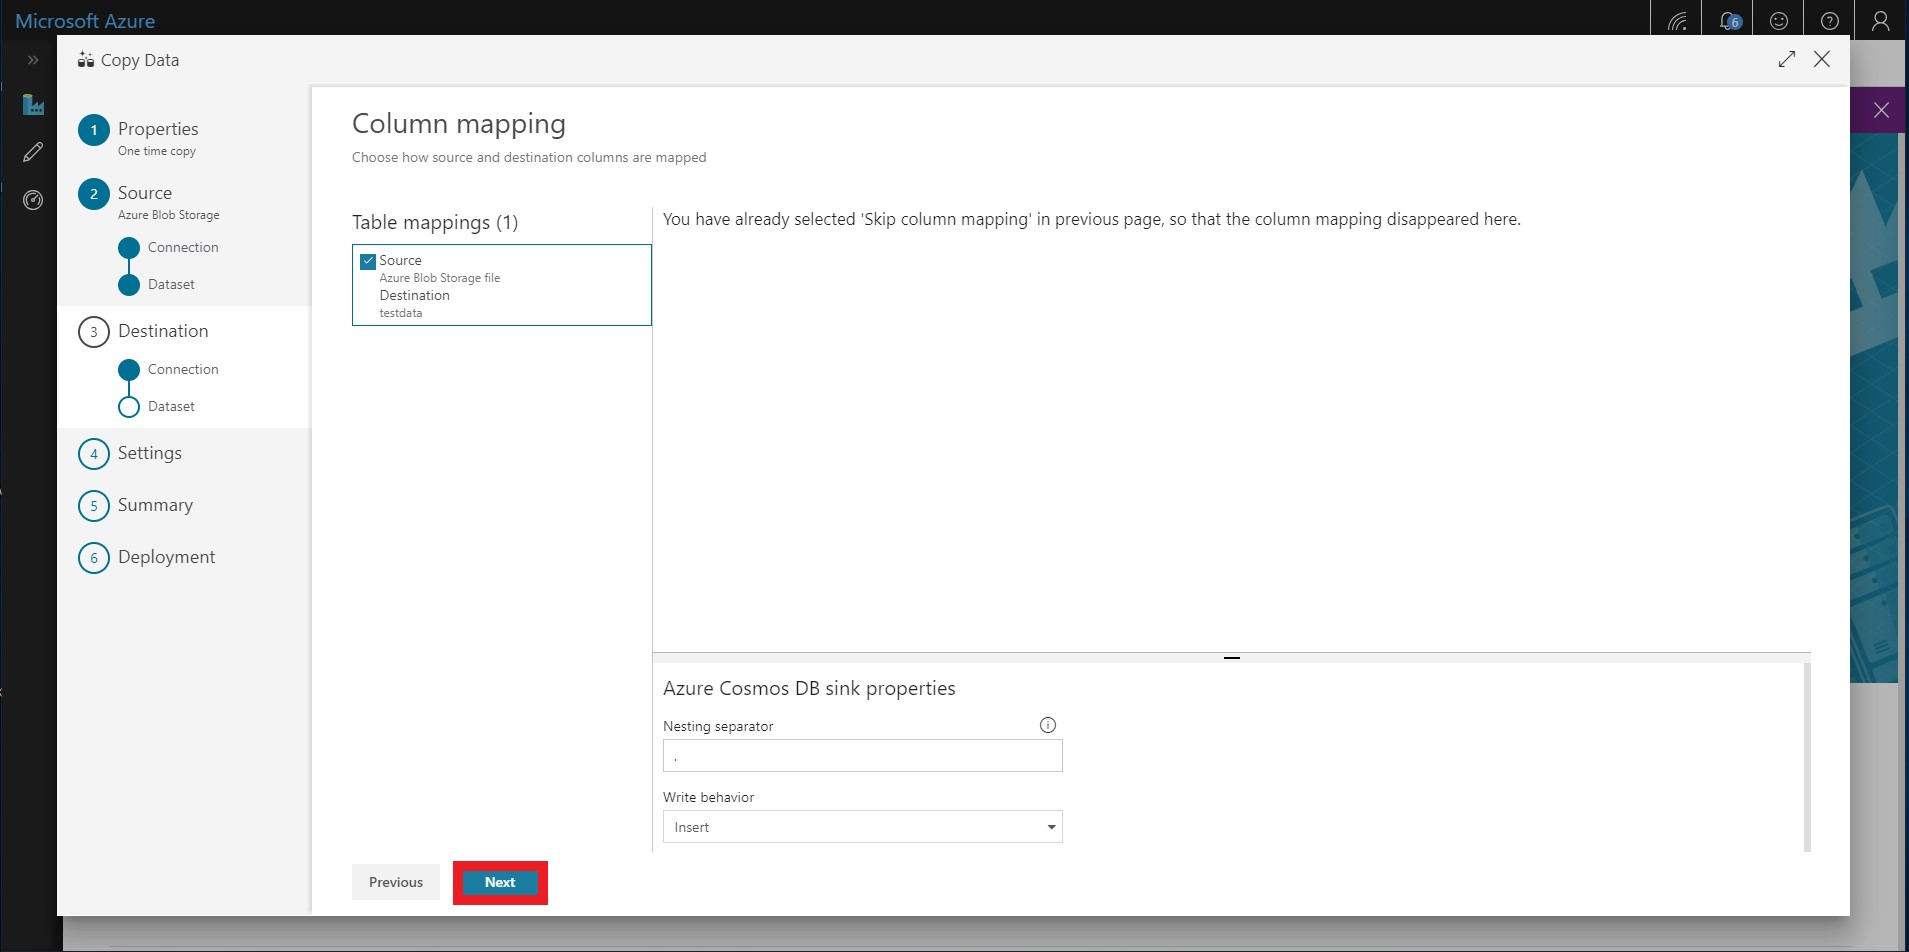 Microsoft Azure
6
Copy Data
1 Properties
One time copy
2 Source
Azure Blob Storage
Connection
Dataset
3 Destination
Connection
Dataset
4 Settings
5 Summary
6 Deployment
Column mapping
Choose how source and destination columns are mapped
Table mappings (1)
Source
Azure Blob Storage file
Destination
testdata
You have already selected 'Skip column mapping' in previous page, so that the column mapping disappeared here.
Azure Cosmos DB sink properties
Nesting separator
.
Write behavior
Insert
Previous
Next